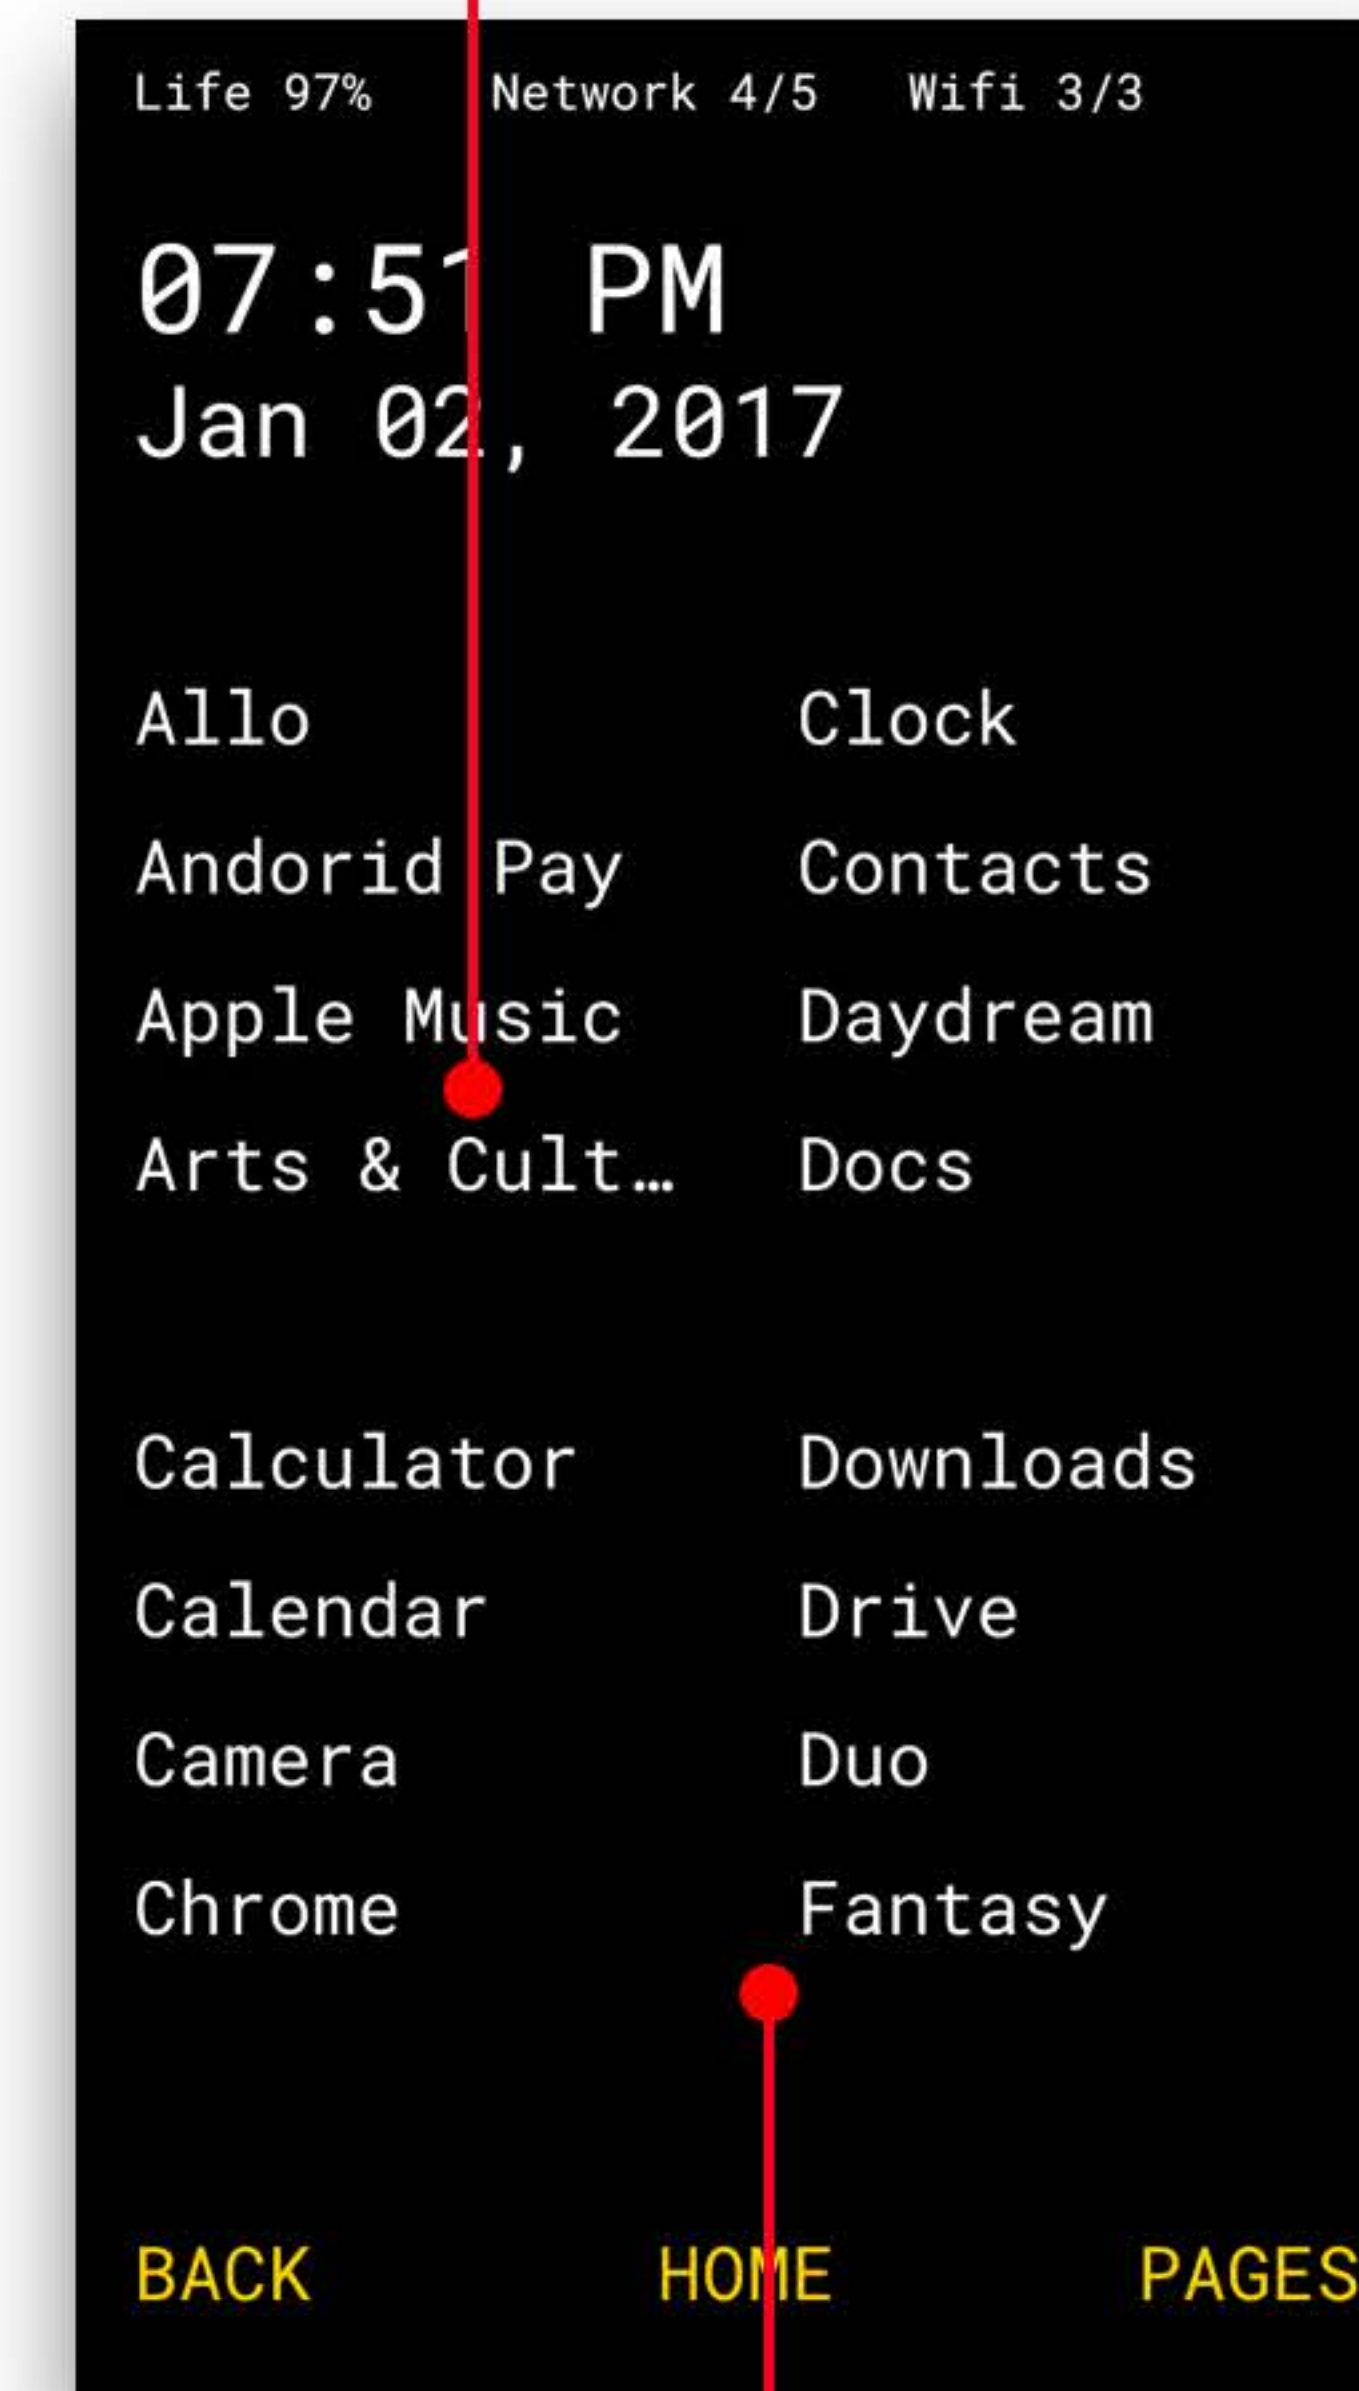 Life 97% Network 4/5 Wifi 3/3
07:51 PM
Jan 02, 2017
Allo Clock
Andorid Pay Contacts
Apple Music Daydream
Arts & Cult… Docs
Calculator Downloads
Calendar Drive
Camera Duo
Chrome Fantasy
BACK HOME PAGES